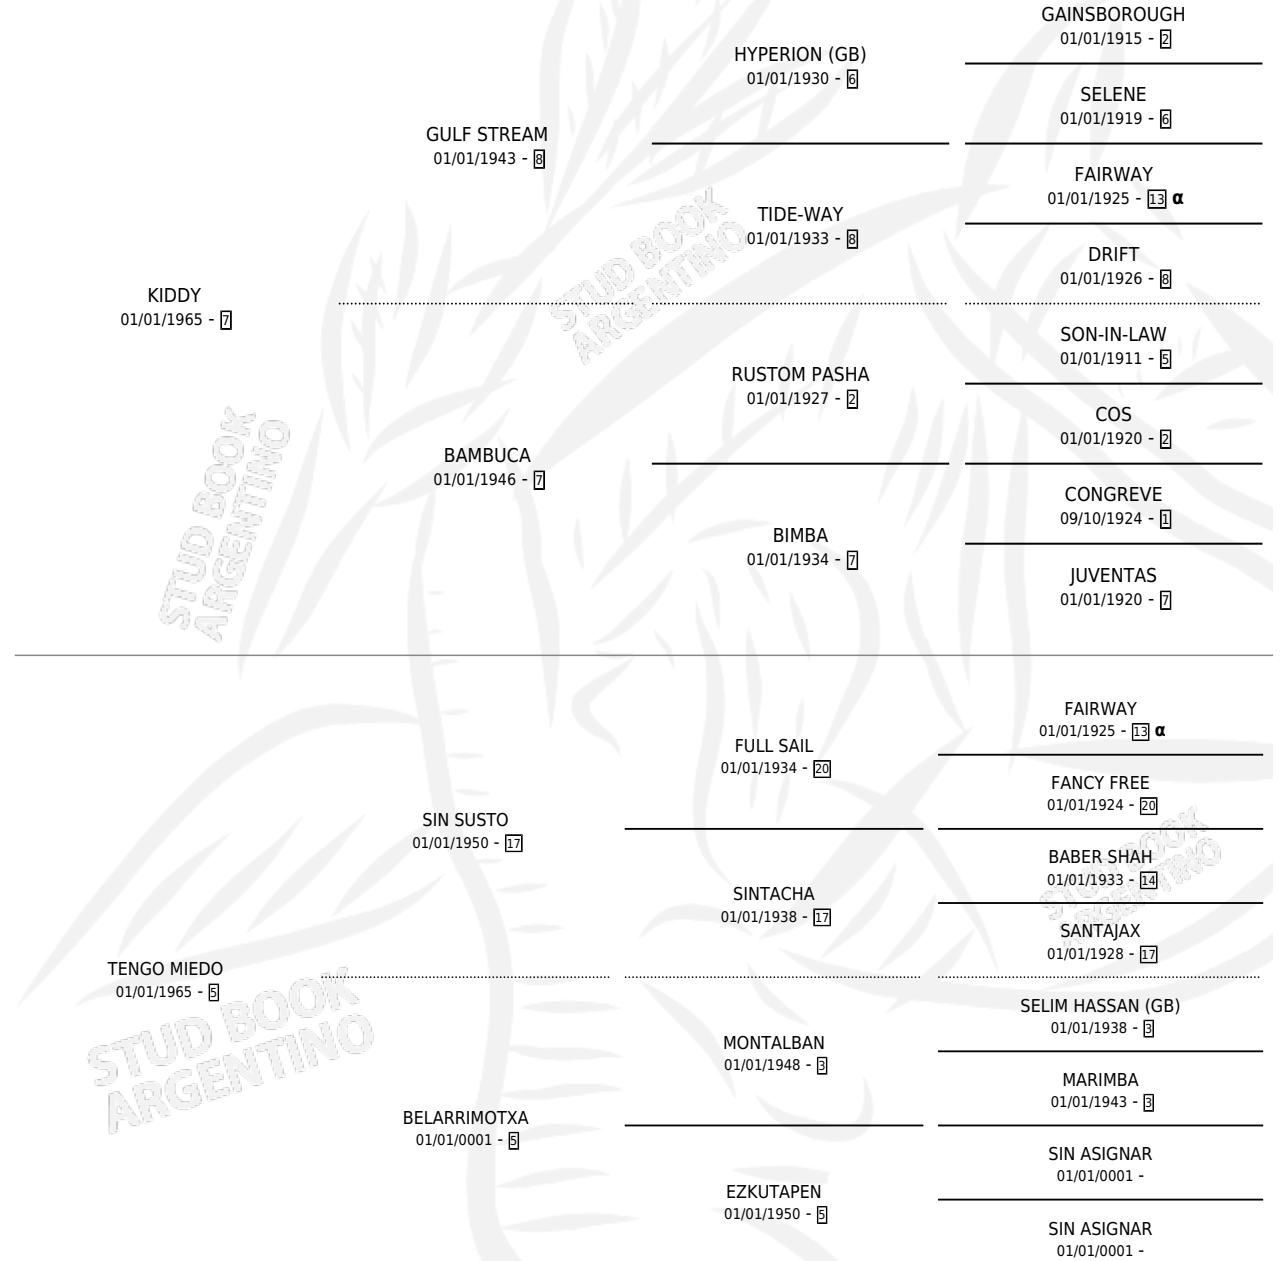 GAINSBOROUGH
01/01/1915 - 2
HYPERION (GB)
01/01/1930 - 6
SELENE
01/01/1919 - 6
GULF STREAM
01/01/1943 - 8
FAIRWAY
01/01/1925 - 13 α
TIDE-WAY
01/01/1933 - 8
DRIFT
01/01/1926 - 8
KIDDY
01/01/1965 - 7
SON-IN-LAW
01/01/1911 - 5
RUSTOM PASHA
01/01/1927 - 2
COS
01/01/1920 - 2
BAMBUCA
01/01/1946 - 7
CONGREVE
09/10/1924 - 1
BIMBA
01/01/1934 - 7
JUVENTAS
01/01/1920 - 7
FAIRWAY
01/01/1925 - 13 α
FULL SAIL
01/01/1934 - 20
FANCY FREE
01/01/1924 - 20
SIN SUSTO
01/01/1950 - 17
BABER SHAH
01/01/1933 - 14
SINTACHA
01/01/1938 - 17
SANTAJAX
01/01/1928 - 17
TENGO MIEDO
01/01/1965 - 5
SELIM HASSAN (GB)
01/01/1938 - 3
MONTALBAN
01/01/1948 - 3
MARIMBA
01/01/1943 - 3
BELARRIMOTXA
01/01/0001 - 5
SIN ASIGNAR
01/01/0001 -
EZKUTAPEN
01/01/1950 - 5
SIN ASIGNAR
01/01/0001 -
STUD BOOK
ARGENTINO
STUD BOOK
ARGENTINO
STUD BOOK
ARGENTINO
STUD BOOK
ARGENTINO